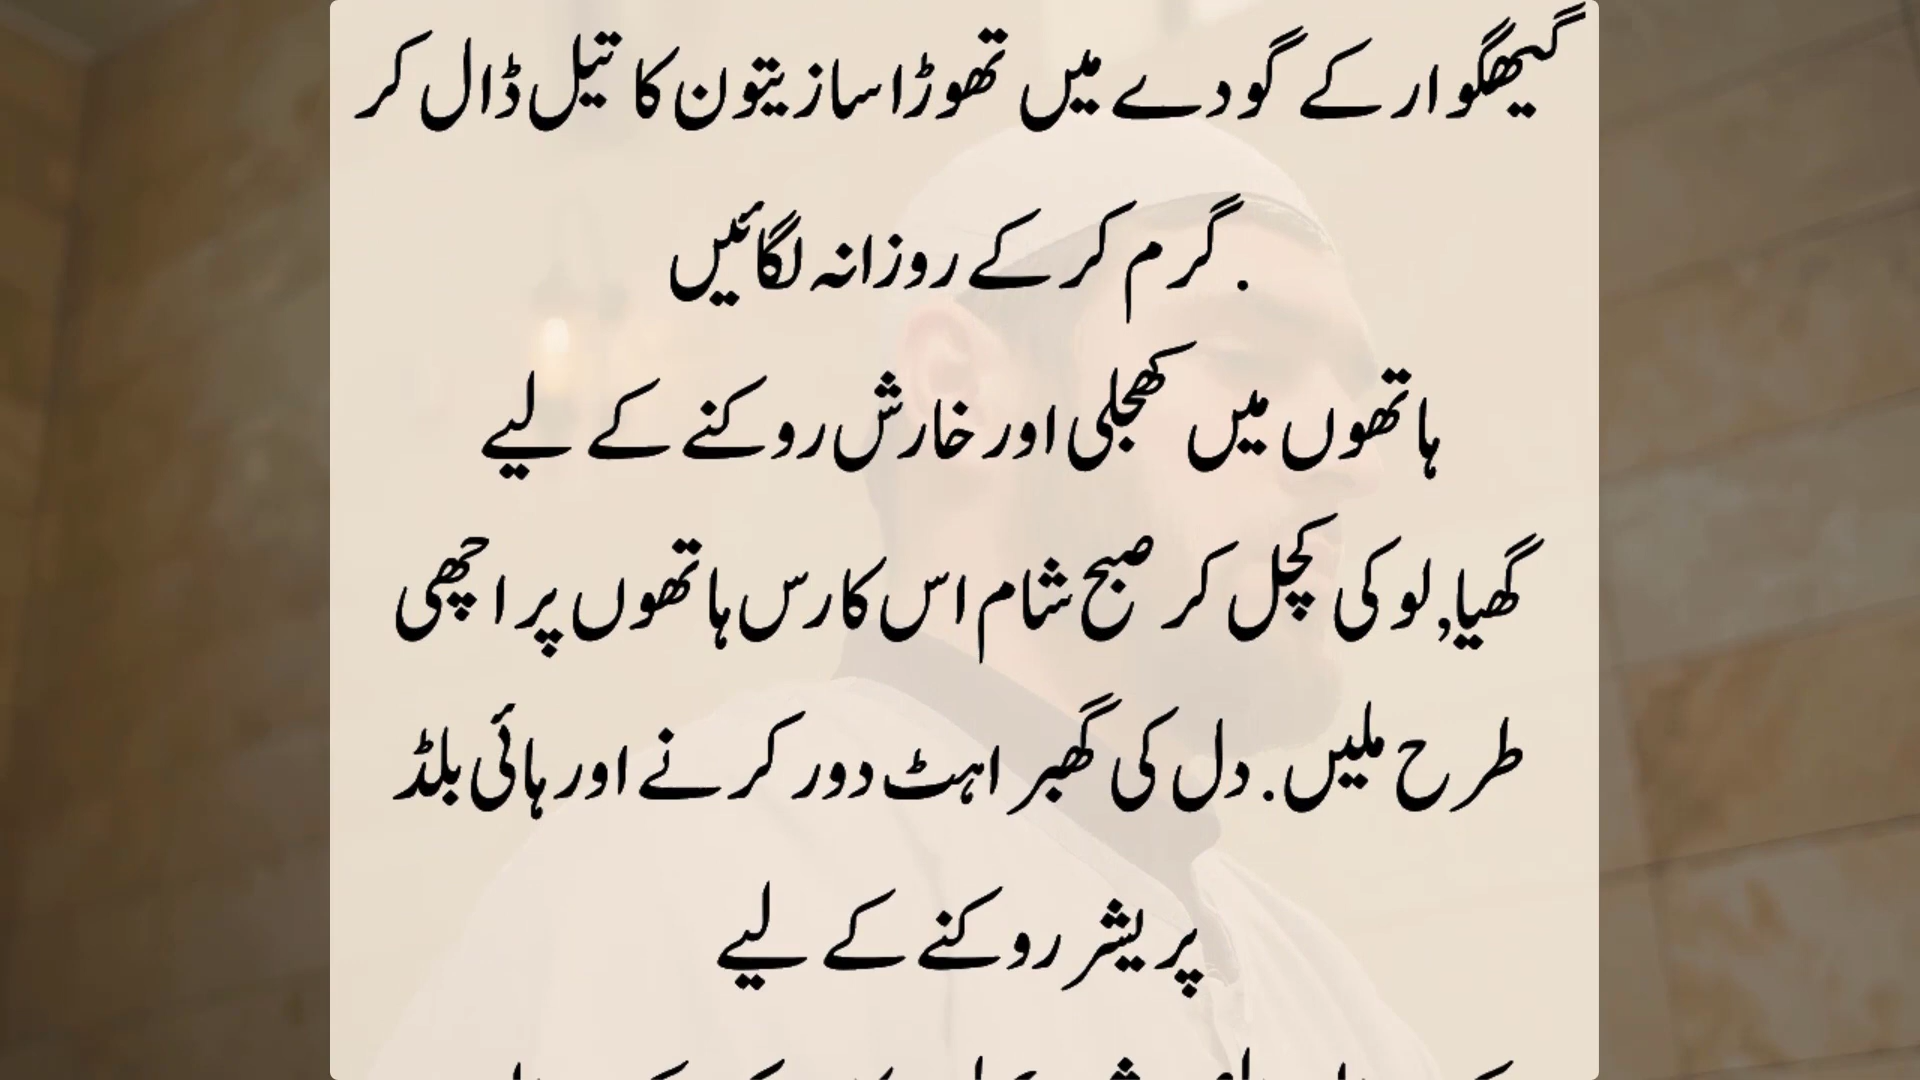 گیھگوار کے گودے میں تھوڑا سا زیتون کا تیل ڈال کر
گرم کر کے روزانہ لگائیں.
ہاتھوں میں کھجلی اور خارش روکنے کے لیے
گھیا, لوکی کچل کر صبح شام اس کا رس ہاتھوں پر اچھی
طرح ملیں. دل کی گھبراہٹ دور کرنے اور ہائی بلڈ
پریشر روکنے کے لیے